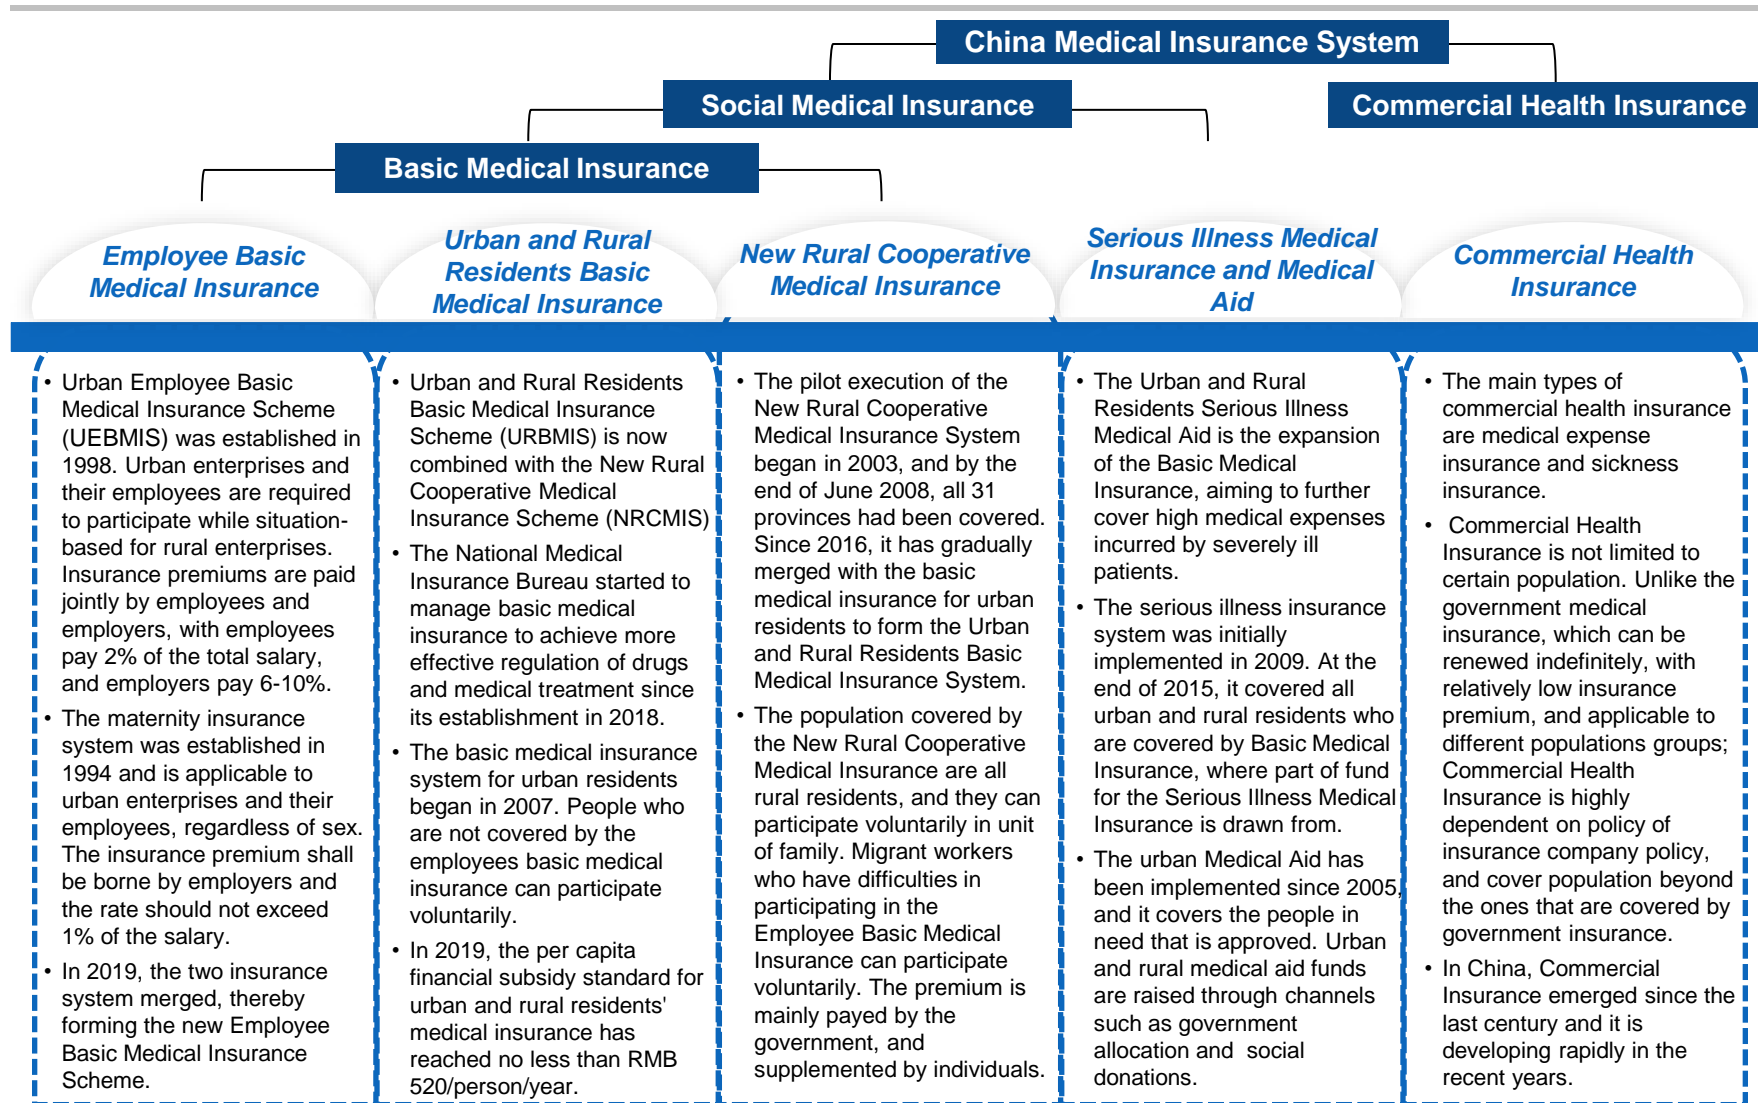 China Medical Insurance System
Social Medical Insurance
Commercial Health Insurance
Basic Medical Insurance
Employee Basic
Medical Insurance
Urban and Rural
Residents Basic
Medical Insurance
New Rural Cooperative
Medical Insurance
Serious Illness Medical
Insurance and Medical
Aid
Commercial Health
Insurance
• Urban Employee Basic
Medical Insurance Scheme
(UEBMIS) was established in
1998. Urban enterprises and
their employees are required
to participate while situation-
based for rural enterprises.
Insurance premiums are paid
jointly by employees and
employers, with employees
pay 2% of the total salary,
and employers pay 6-10%.
• The maternity insurance
system was established in
1994 and is applicable to
urban enterprises and their
employees, regardless of sex.
The insurance premium shall
be borne by employers and
the rate should not exceed
1% of the salary.
• In 2019, the two insurance
system merged, thereby
forming the new Employee
Basic Medical Insurance
Scheme.
• Urban and Rural Residents
Basic Medical Insurance
Scheme (URBMIS) is now
combined with the New Rural
Cooperative Medical
Insurance Scheme (NRCMIS)
• The National Medical
Insurance Bureau started to
manage basic medical
insurance to achieve more
effective regulation of drugs
and medical treatment since
its establishment in 2018.
• The basic medical insurance
system for urban residents
began in 2007. People who
are not covered by the
employees basic medical
insurance can participate
voluntarily.
• In 2019, the per capita
financial subsidy standard for
urban and rural residents'
medical insurance has
reached no less than RMB
520/person/year.
• The pilot execution of the
New Rural Cooperative
Medical Insurance System
began in 2003, and by the
end of June 2008, all 31
provinces had been covered.
Since 2016, it has gradually
merged with the basic
medical insurance for urban
residents to form the Urban
and Rural Residents Basic
Medical Insurance System.
• The population covered by
the New Rural Cooperative
Medical Insurance are all
rural residents, and they can
participate voluntarily in unit
of family. Migrant workers
who have difficulties in
participating in the
Employee Basic Medical
Insurance can participate
voluntarily. The premium is
mainly payed by the
government, and
supplemented by individuals.
• The Urban and Rural
Residents Serious Illness
Medical Aid is the expansion
of the Basic Medical
Insurance, aiming to further
cover high medical expenses
incurred by severely ill
patients.
• The serious illness insurance
system was initially
implemented in 2009. At the
end of 2015, it covered all
urban and rural residents who
are covered by Basic Medical
Insurance, where part of fund
for the Serious Illness Medical
Insurance is drawn from.
• The urban Medical Aid has
been implemented since 2005,
and it covers the people in
need that is approved. Urban
and rural medical aid funds
are raised through channels
such as government
allocation and social
donations.
• The main types of
commercial health insurance
are medical expense
insurance and sickness
insurance.
• Commercial Health
Insurance is not limited to
certain population. Unlike the
government medical
insurance, which can be
renewed indefinitely, with
relatively low insurance
premium, and applicable to
different populations groups;
Commercial Health
Insurance is highly
dependent on policy of
insurance company policy,
and cover population beyond
the ones that are covered by
government insurance.
• In China, Commercial
Insurance emerged since the
last century and it is
developing rapidly in the
recent years.